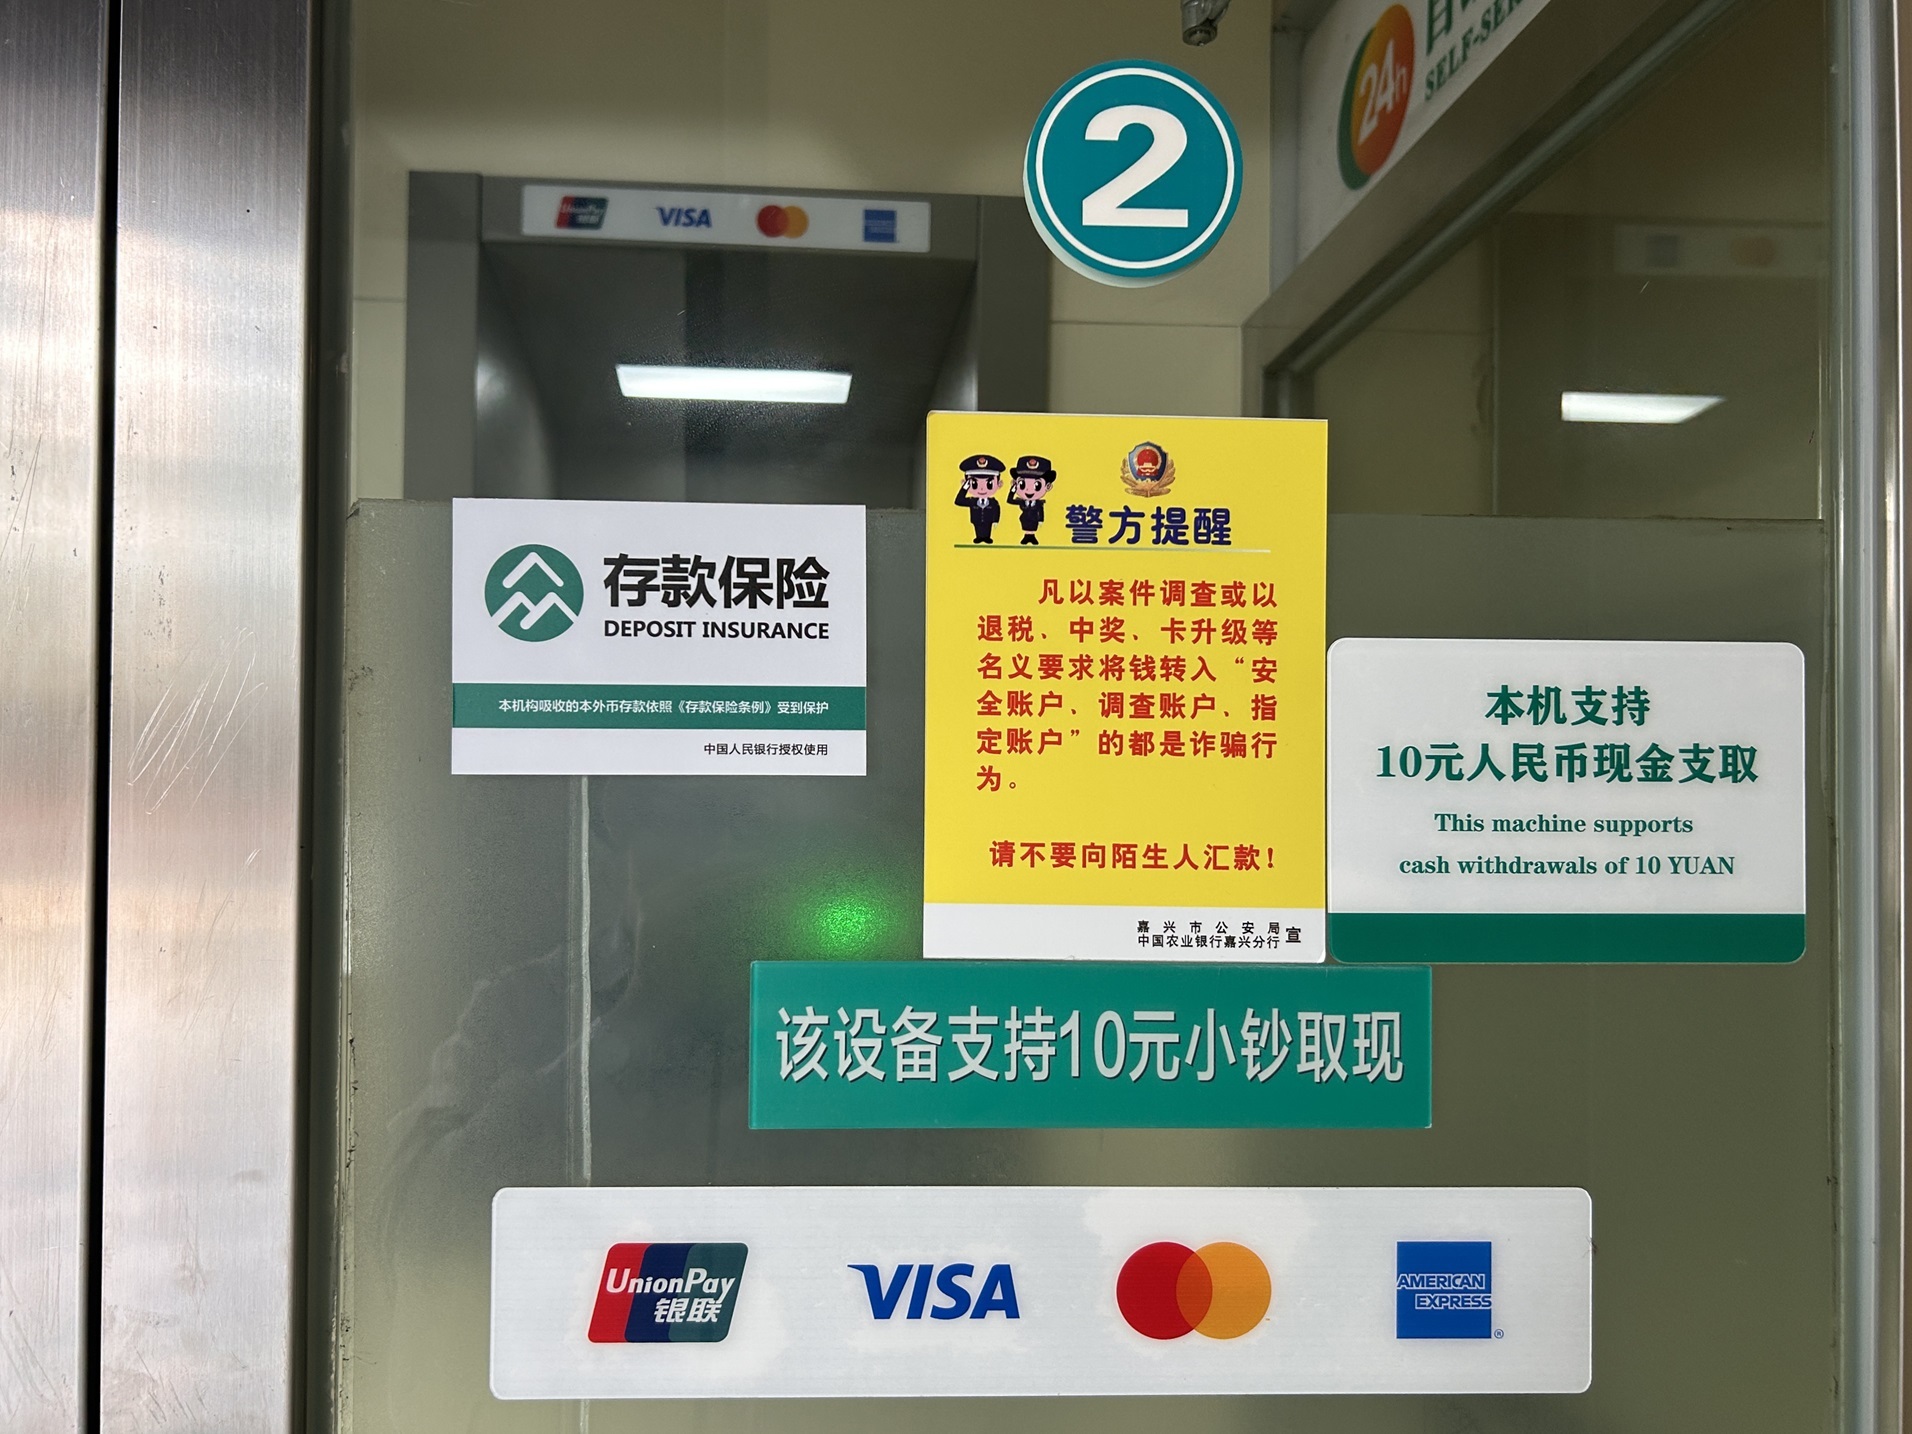 2
24h
SELF-SER
UnionPay
银联
VISA
存款保险
DEPOSIT INSURANCE
本机构吸收的本外币存款依照《存款保险条例》受到保护
中国人民银行授权使用
警方提醒
凡以案件调查或以
退税、中奖、卡升级等
名义要求将钱转入“安
全账户、调查账户、指
定账户”的都是诈骗行
为。
请不要向陌生人汇款！
嘉兴市公安局
中国农业银行嘉兴分行
宣
本机支持
10元人民币现金支取
This machine supports
cash withdrawals of 10 YUAN
该设备支持10元小钞取现
UnionPay
银联
VISA
AMERICAN
EXPRESS
®